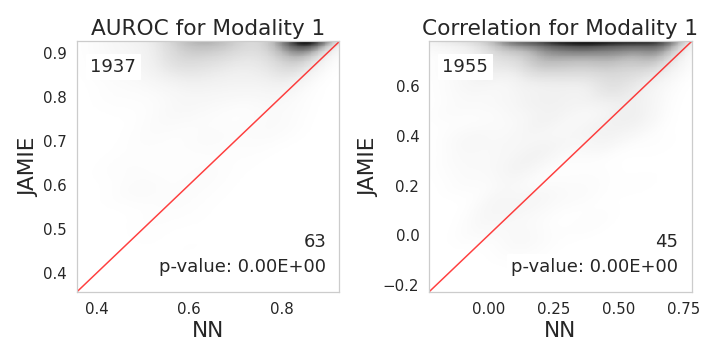 AUROC for Modality 1
0.9
0.8
0.7
0.6
0.5
0.4
JAMIE
1937
63
p-value: 0.00E+00
0.4
0.6
0.8
NN
Correlation for Modality 1
0.6
0.4
0.2
0.0
−0.2
JAMIE
1955
45
p-value: 0.00E+00
0.00
0.25
0.50
0.75
NN